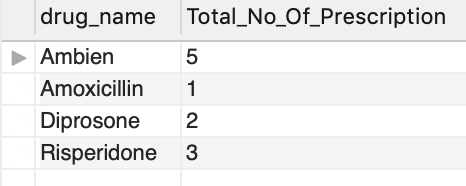 drug_name Total_No_Of_Prescription
Ambien 5
Amoxicillin 1
Diprosone 2
Risperidone 3